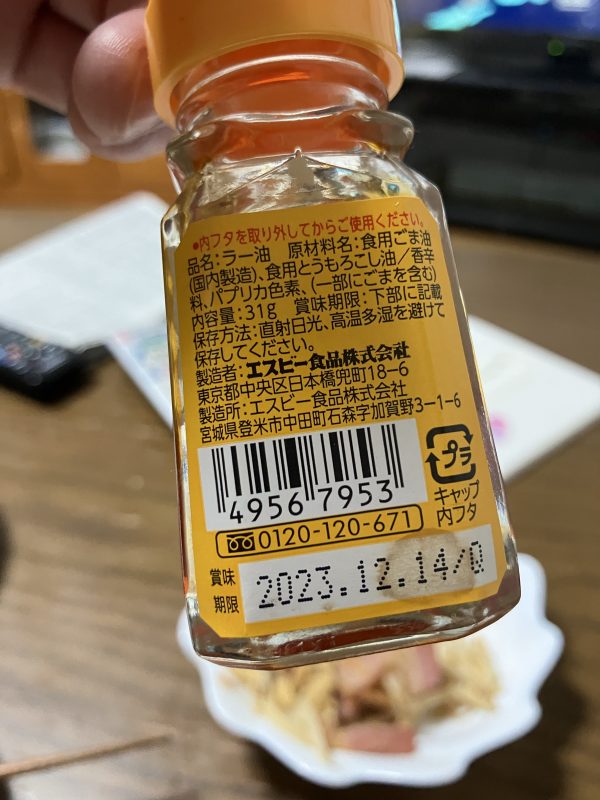 ●内フタを取り外してからご使用ください。
品名:ラー油 原材料名:食用ごま油
(国内製造)、食用とうもろこし油/香辛
料、パプリカ色素、(一部にごまを含む)
内容量:31g 賞味期限:下部に記載
保存方法:直射日光、高温多湿を避けて
保存してください。
製造者:エスビー食品株式会社
東京都中央区日本橋兜町18-6
製造所:エスビー食品株式会社
宮城県登米市中田町石森字加賀野3-1-6
4956 7953
プラ
キャップ
内フタ
0120-120-671
賞味
期限
2023.12.14/Q